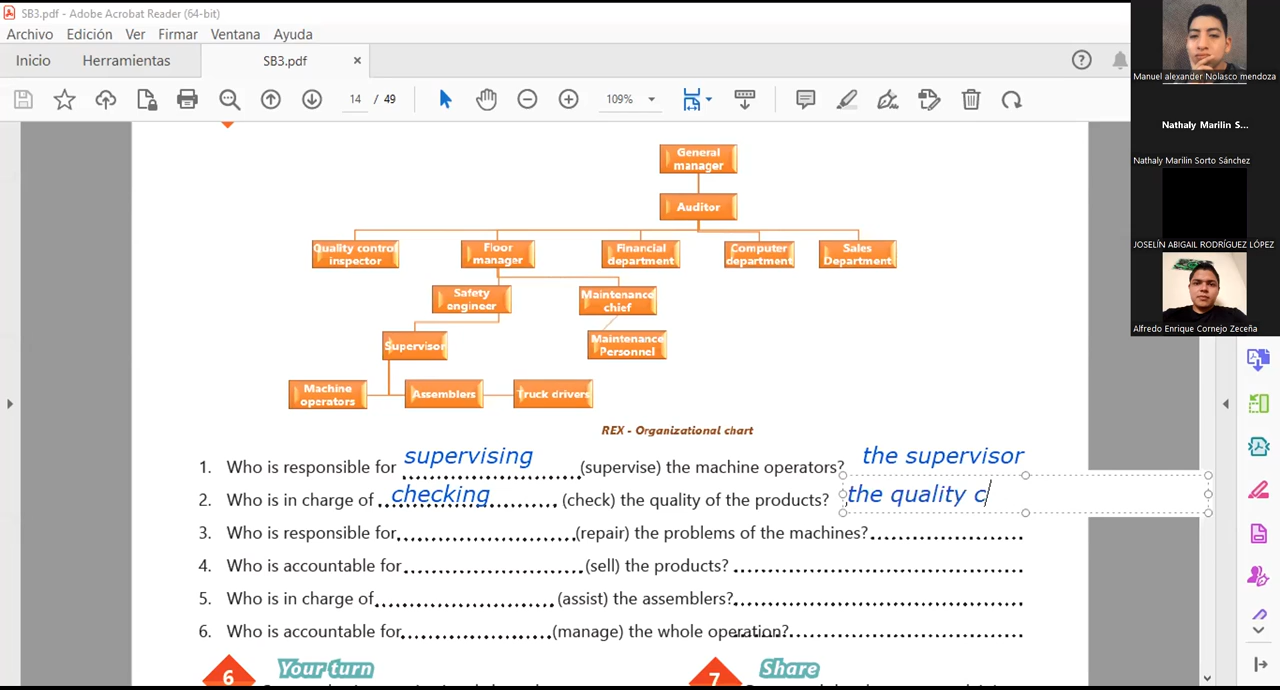 SB3.pdf - Adobe Acrobat Reader (64-bit)
Archivo Edición Ver Firmar Ventana Ayuda
Inicio Herramientas SB3.pdf ×
14 / 49 109%
General manager
Auditor
Quality control inspector
Floor manager
Financial department
Computer department
Sales Department
Safety engineer
Maintenance chief
Supervisor
Maintenance Personnel
Machine operators
Assemblers
Truck drivers
REX - Organizational chart
1. Who is responsible for supervising (supervise) the machine operators? the supervisor
2. Who is in charge of checking (check) the quality of the products? the quality c
3. Who is responsible for (repair) the problems of the machines?
4. Who is accountable for (sell) the products?
5. Who is in charge of (assist) the assemblers?
6. Who is accountable for (manage) the whole operation?
6 Your turn
7 Share
Manuel alexander Nolasco mendoza
Nathaly Marilin S...
Nathaly Marilin Sorto Sánchez
JOSELÍN ABIGAIL RODRÍGUEZ LÓPEZ
Alfredo Enrique Cornejo Zeceña